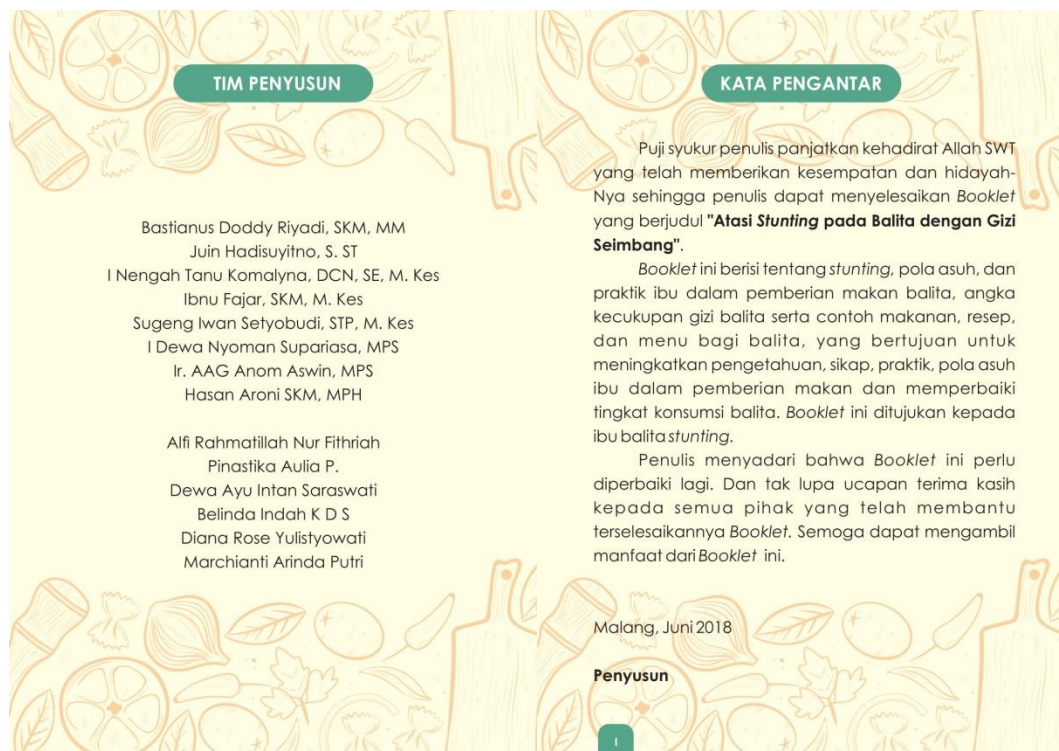 TIM PENYUSUN
Bastianus Doddy Riyadi, SKM, MM
Juin Hadisuyitno, S. ST
I Nengah Tanu Komalyna, DCN, SE, M. Kes
Ibnu Fajar, SKM, M. Kes
Sugeng Iwan Setyobudi, STP, M. Kes
I Dewa Nyoman Supariasa, MPS
Ir. AAG Anom Aswin, MPS
Hasan Aroni SKM, MPH
Alfi Rahmatillah Nur Fithriah
Pinastika Aulia P.
Dewa Ayu Intan Saraswati
Belinda Indah K D S
Diana Rose Yulistyowati
Marchianti Arinda Putri
KATA PENGANTAR
Puji syukur penulis panjatkan kehadirat Allah SWT
yang telah memberikan kesempatan dan hidayah-
Nya sehingga penulis dapat menyelesaikan Booklet
yang berjudul "Atasi Stunting pada Balita dengan Gizi
Seimbang".
Booklet ini berisi tentang stunting, pola asuh, dan
praktik ibu dalam pemberian makan balita, angka
kecukupan gizi balita serta contoh makanan, resep,
dan menu bagi balita, yang bertujuan untuk
meningkatkan pengetahuan, sikap, praktik, pola asuh
ibu dalam pemberian makan dan memperbaiki
tingkat konsumsi balita. Booklet ini ditujukan kepada
ibu balita stunting.
Penulis menyadari bahwa Booklet ini perlu
diperbaiki lagi. Dan tak lupa ucapan terima kasih
kepada semua pihak yang telah membantu
terselesaikannya Booklet. Semoga dapat mengambil
manfaat dari Booklet ini.
Malang, Juni 2018
Penyusun
I